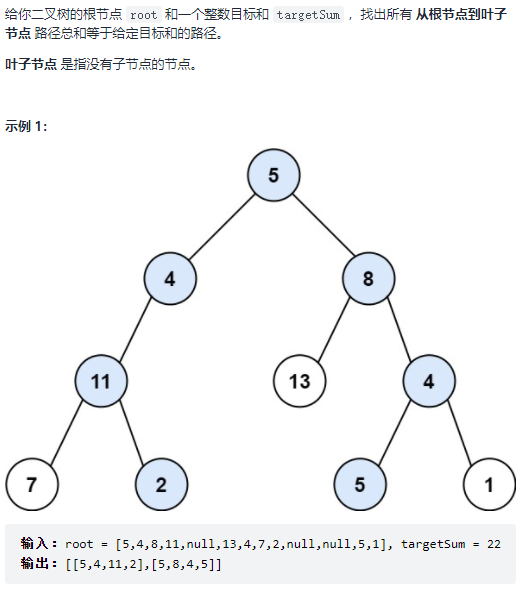 给你二叉树的根节点 root 和一个整数目标和 targetSum ，找出所有 从根节点到叶子
节点 路径总和等于给定目标和的路径。
叶子节点 是指没有子节点的节点。
示例 1：
5
4 8
11 13 4
7 2 5 1
输入：root = [5,4,8,11,null,13,4,7,2,null,null,5,1], targetSum = 22
输出：[[5,4,11,2],[5,8,4,5]]